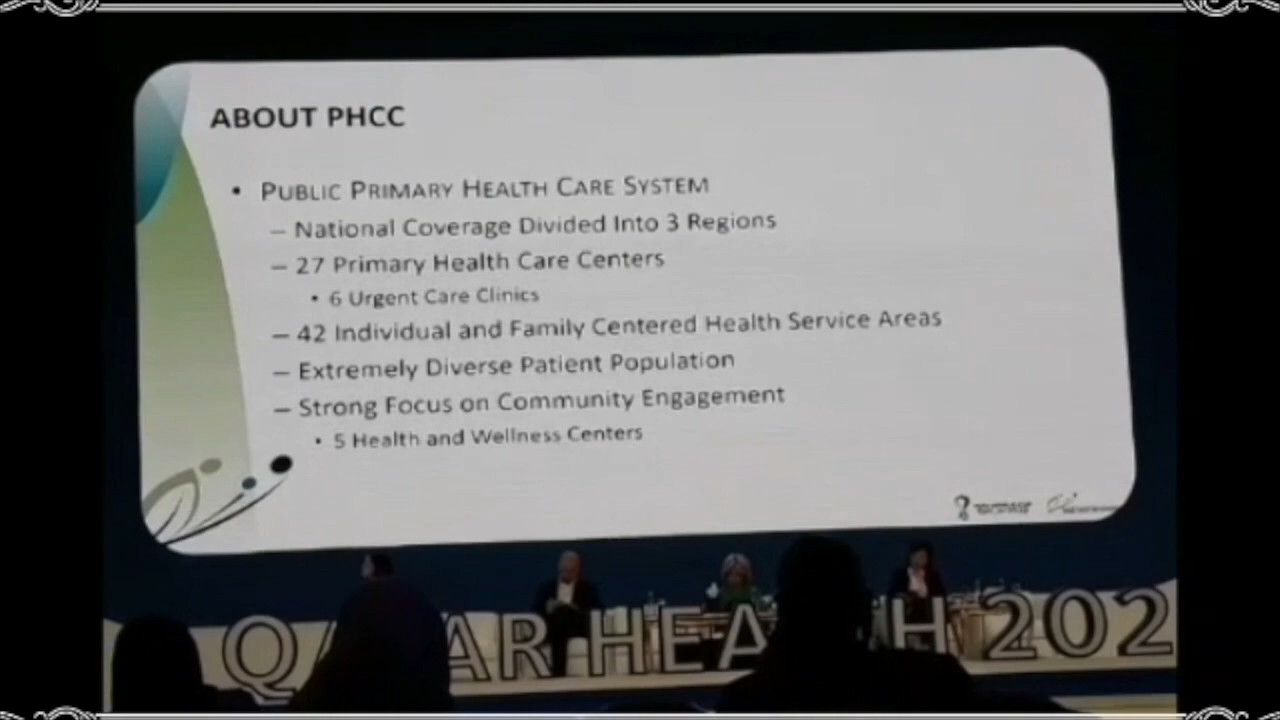 ABOUT PHCC
• PUBLIC PRIMARY HEALTH CARE SYSTEM
– National Coverage Divided Into 3 Regions
– 27 Primary Health Care Centers
• 6 Urgent Care Clinics
– 42 Individual and Family Centered Health Service Areas
– Extremely Diverse Patient Population
– Strong Focus on Community Engagement
• 5 Health and Wellness Centers
Q AR HEA H 202